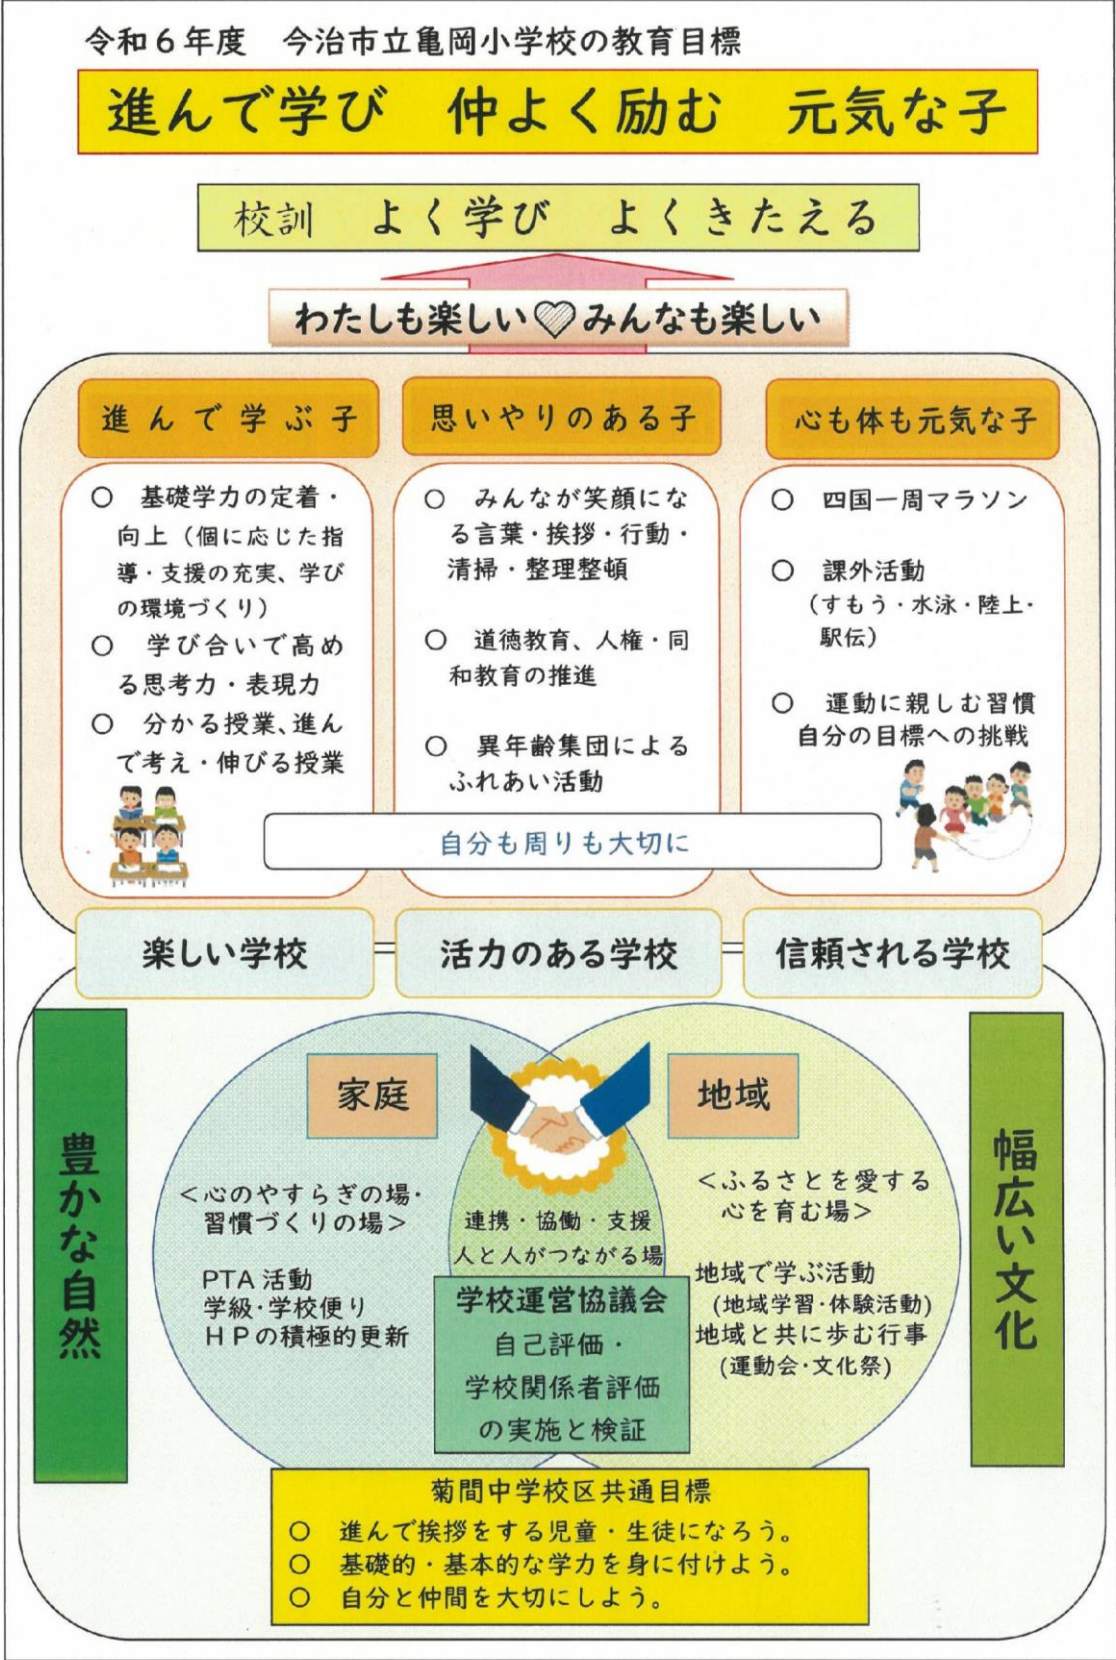 令和6年度　今治市立亀岡小学校の教育目標
進んで学び　仲よく励む　元気な子
校訓　よく学び　よくきたえる
わたしも楽しい♡みんなも楽しい
進んで学ぶ子
○　基礎学力の定着・
向上（個に応じた指
導・支援の充実、学び
の環境づくり）
○　学び合いで高め
る思考力・表現力
○　分かる授業、進ん
で考え・伸びる授業
思いやりのある子
○　みんなが笑顔にな
る言葉・挨拶・行動・
清掃・整理整頓
○　道徳教育、人権・同
和教育の推進
○　異年齢集団による
ふれあい活動
心も体も元気な子
○　四国一周マラソン
○　課外活動
（すもう・水泳・陸上・
駅伝）
○　運動に親しむ習慣
自分の目標への挑戦
自分も周りも大切に
楽しい学校
活力のある学校
信頼される学校
豊かな自然
家庭
＜心のやすらぎの場・
習慣づくりの場＞
PTA 活動
学級・学校便り
ＨＰの積極的更新
連携・協働・支援
人と人がつながる場
学校運営協議会
自己評価・
学校関係者評価
の実施と検証
地域
＜ふるさとを愛する
心を育む場＞
地域で学ぶ活動
(地域学習・体験活動)
地域と共に歩む行事
(運動会・文化祭)
幅広い文化
菊間中学校区共通目標
○　進んで挨拶をする児童・生徒になろう。
○　基礎的・基本的な学力を身に付けよう。
○　自分と仲間を大切にしよう。